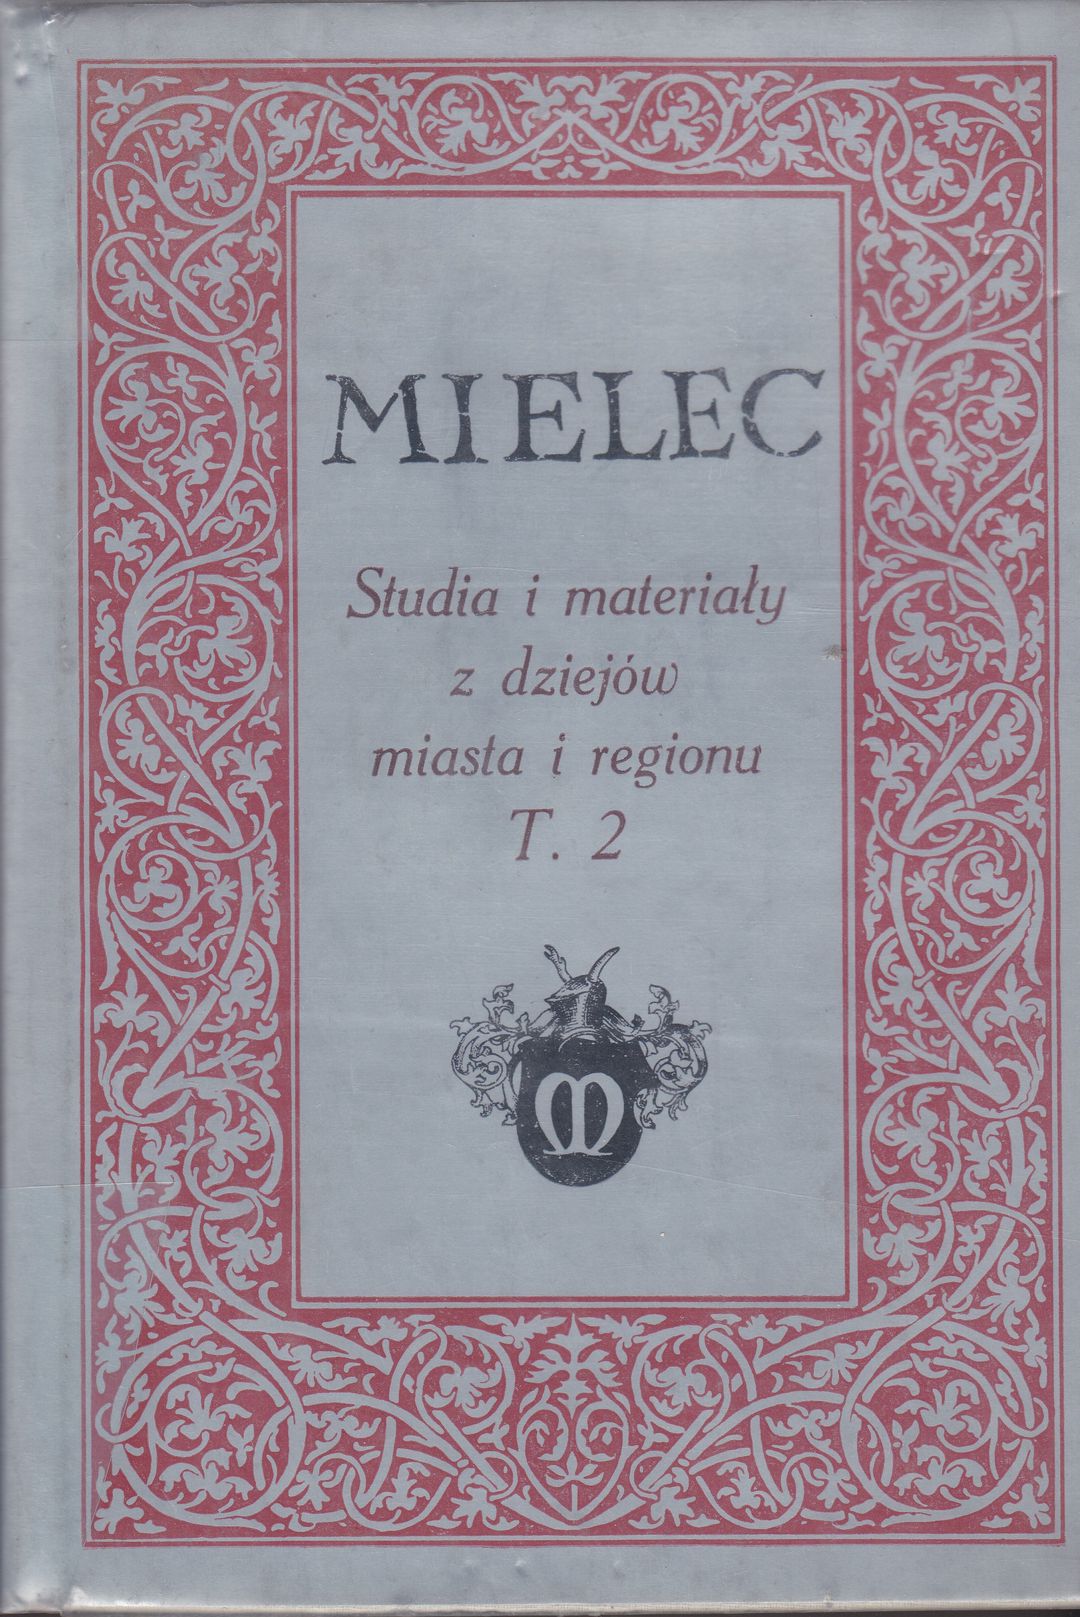 MIELEC
Studia i materiały
z dziejów
miasta i regionu
T. 2
M